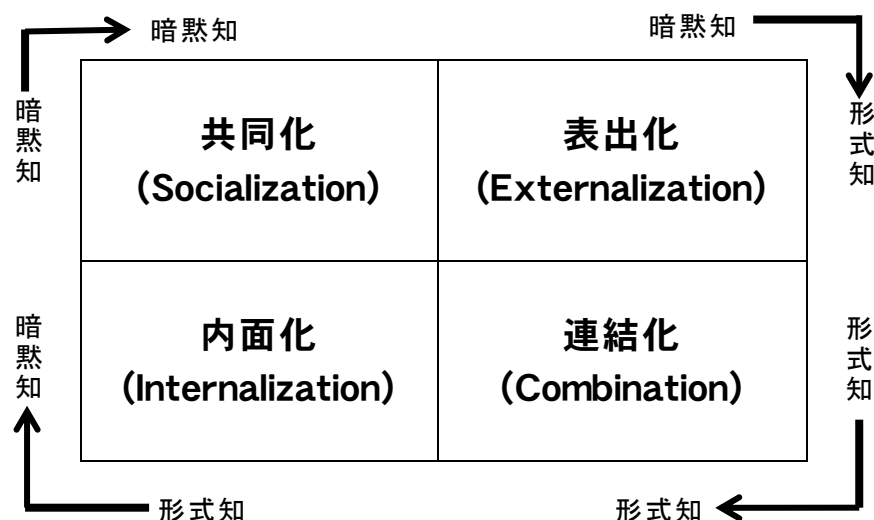 暗黙知
暗黙知
暗黙知
形式知
共同化
(Socialization)
表出化
(Externalization)
暗黙知
形式知
内面化
(Internalization)
連結化
(Combination)
形式知
形式知